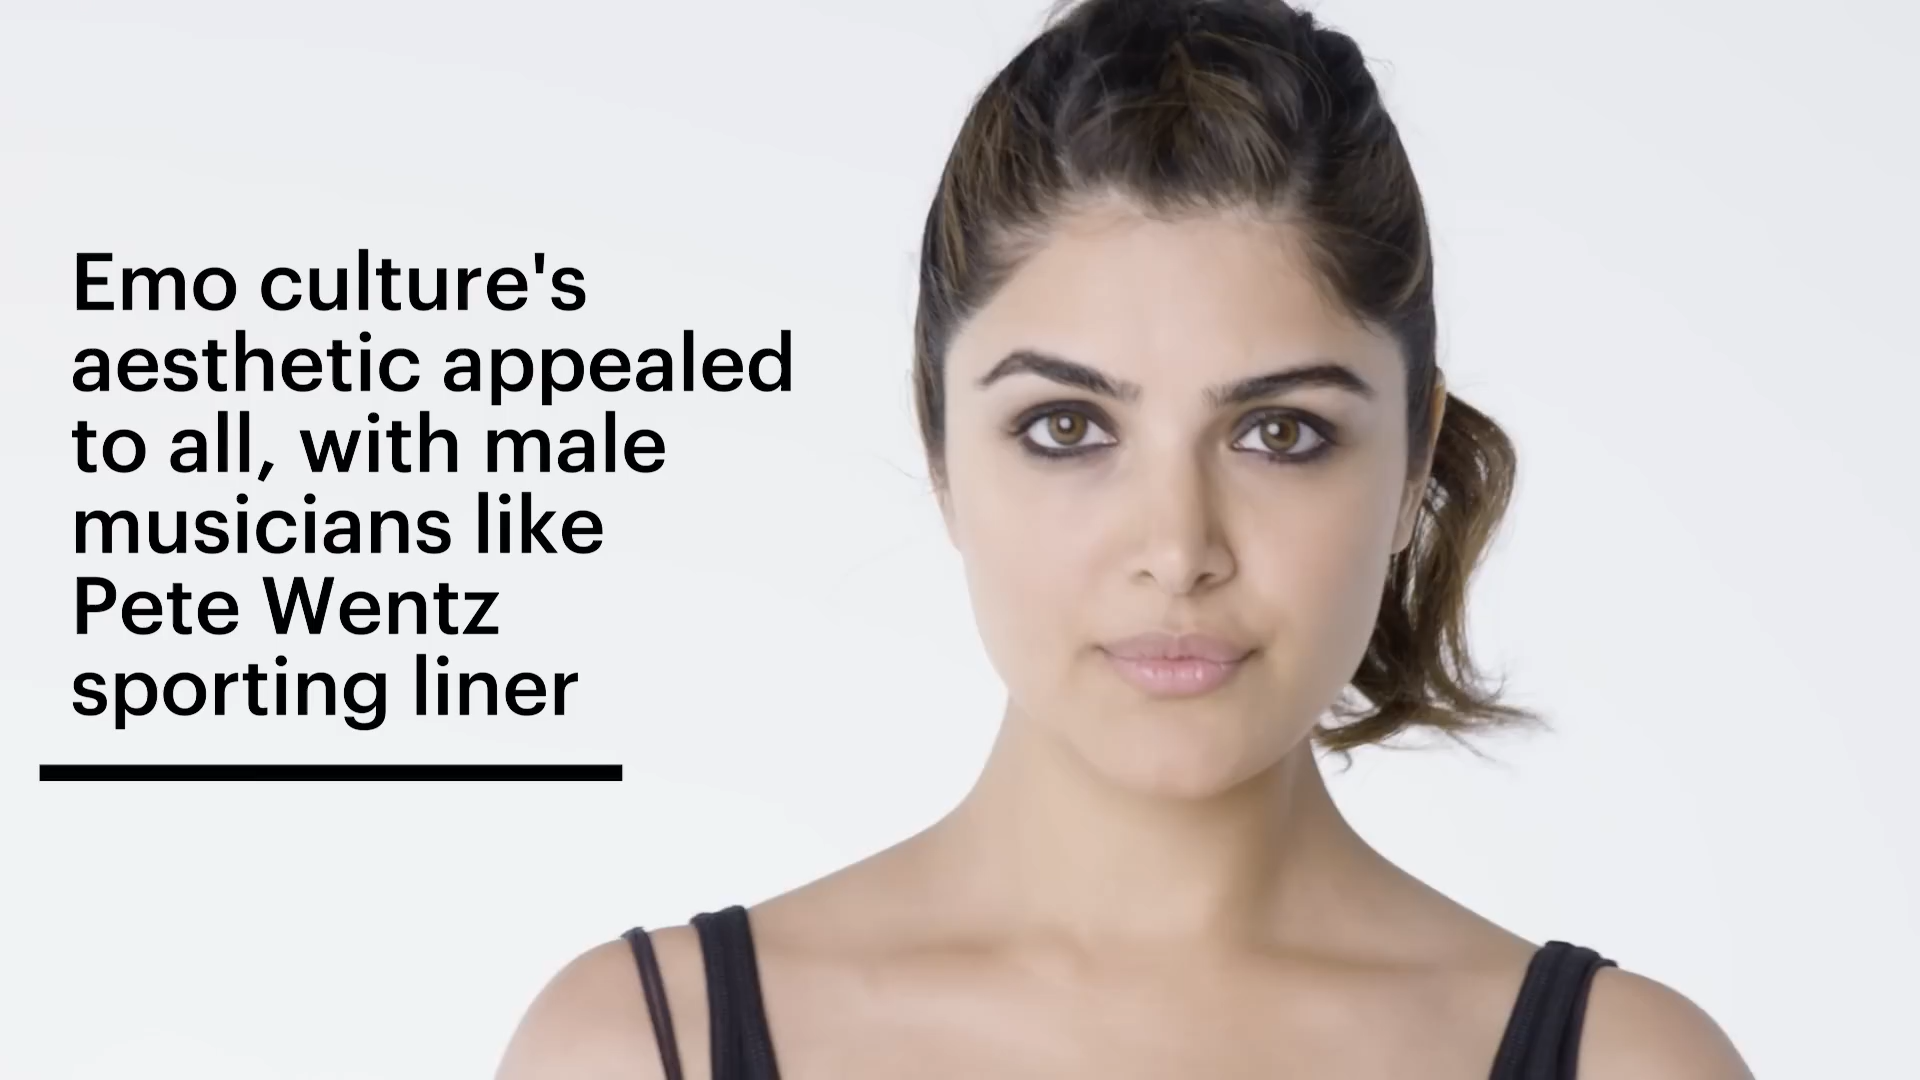 Emo culture's
aesthetic appealed
to all, with male
musicians like
Pete Wentz
sporting liner